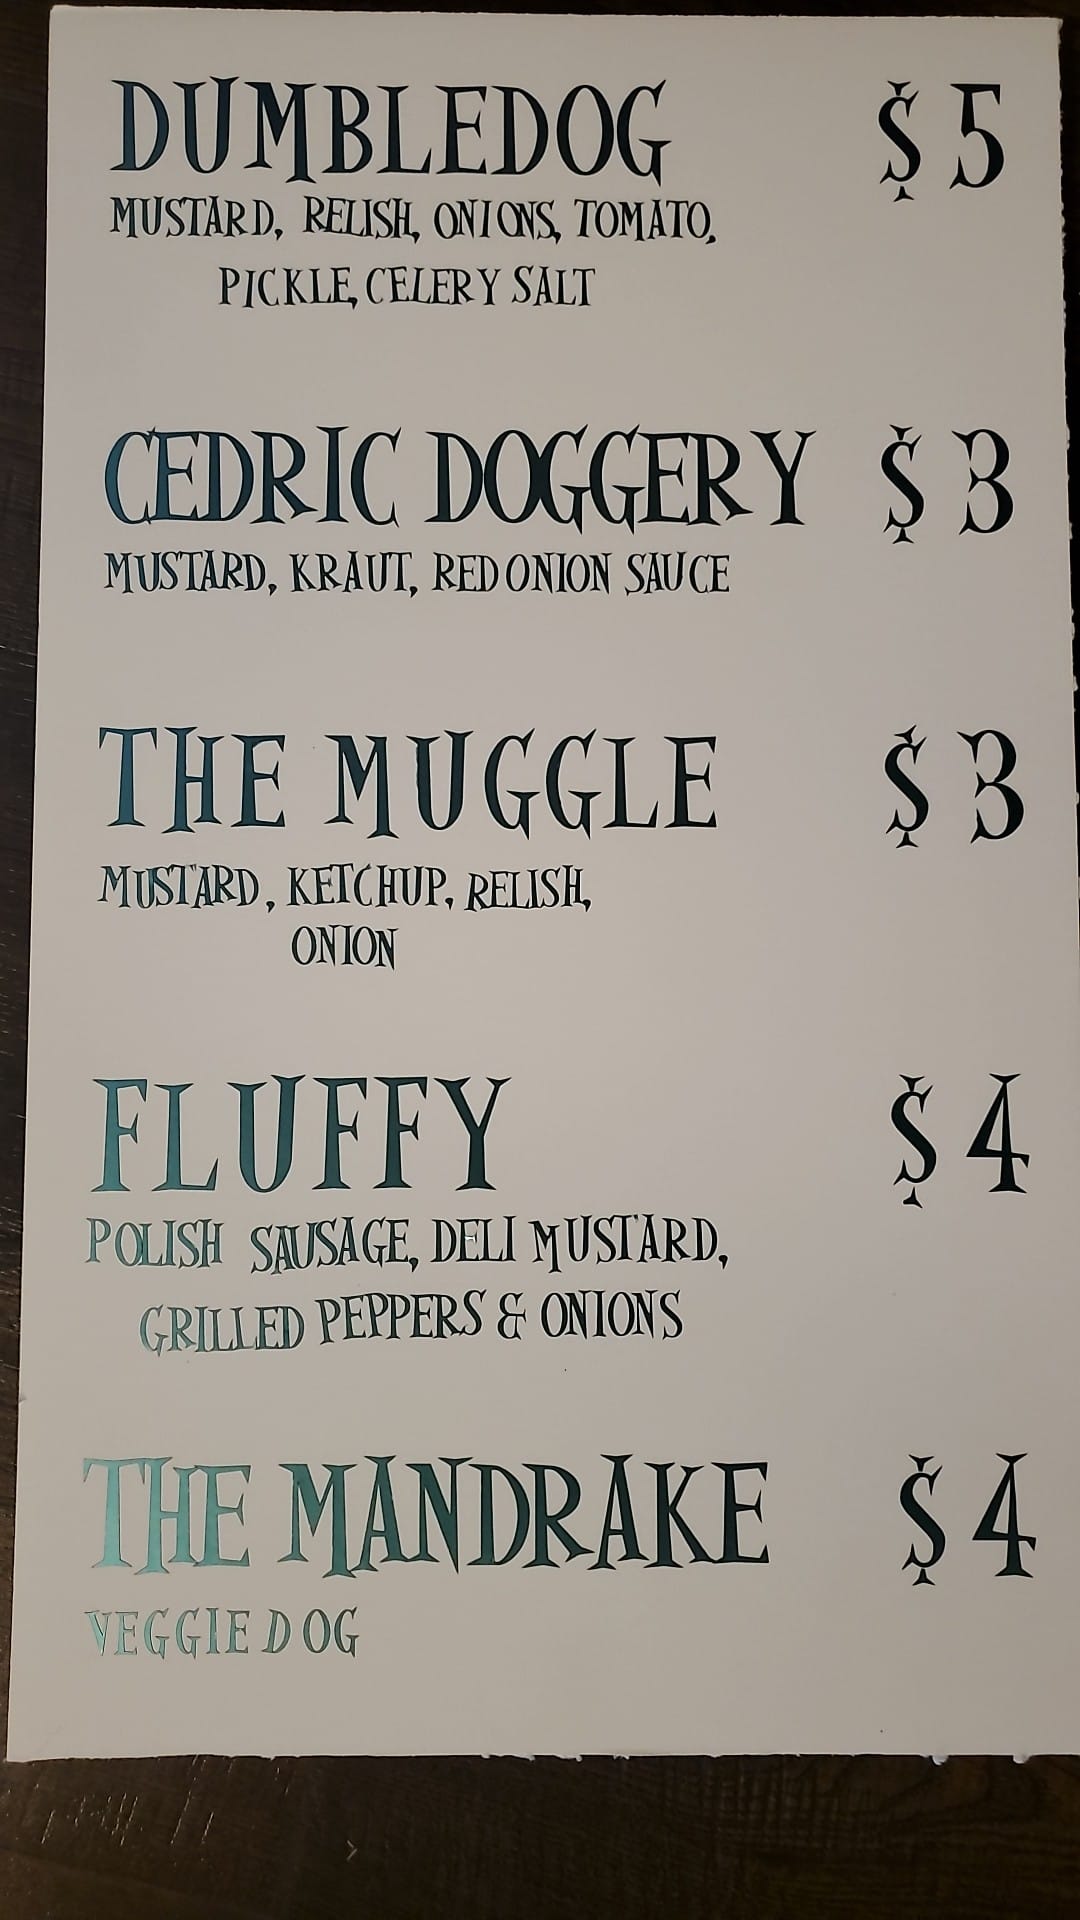 DUMBLEDOG $5
MUSTARD, RELISH, ONIONS, TOMATO,
PICKLE, CELERY SALT
CEDRIC DOGGERY $3
MUSTARD, KRAUT, RED ONION SAUCE
THE MUGGLE $3
MUSTARD, KETCHUP, RELISH,
ONION
FLUFFY $4
POLISH SAUSAGE, DELI MUSTARD,
GRILLED PEPPERS & ONIONS
THE MANDRAKE $4
VEGGIE DOG